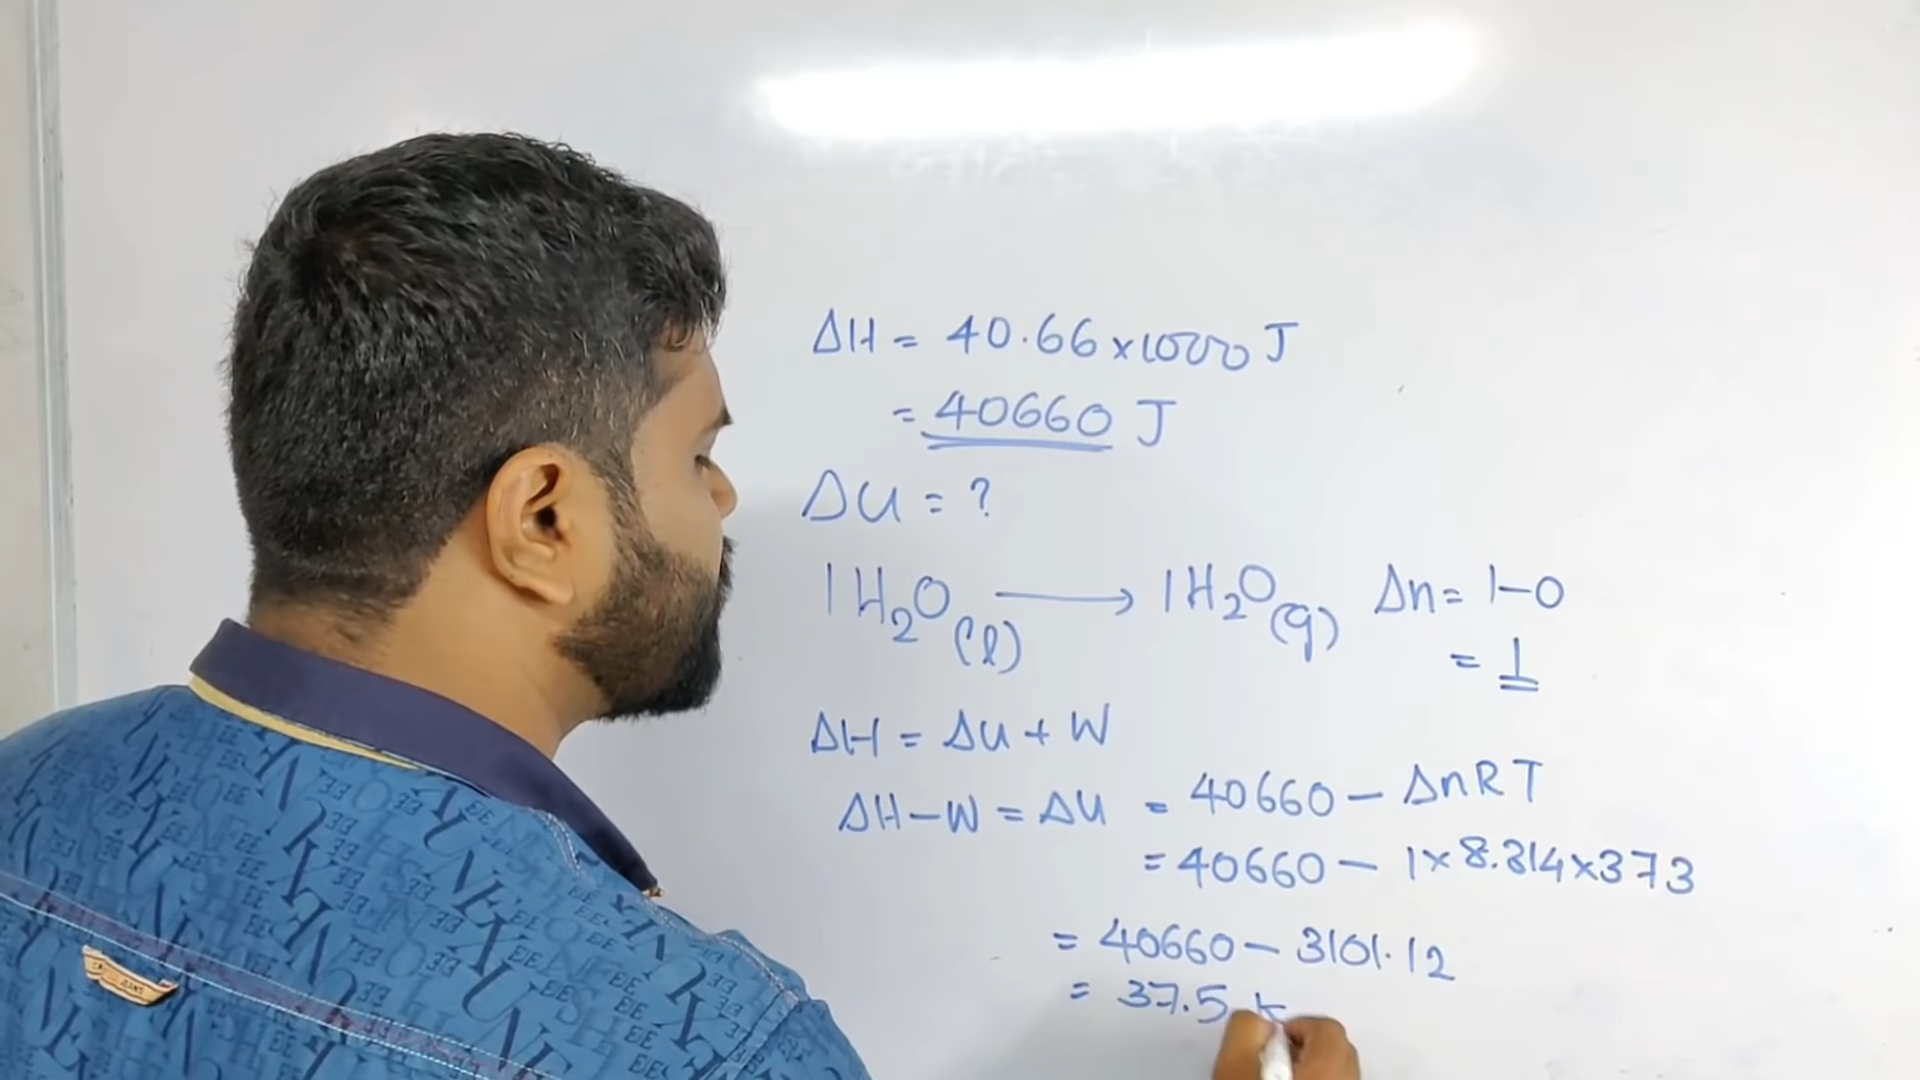 ΔH = 40.66 x 1000 J
= 40660 J
ΔU = ?
1 H₂O(l) ⟶ 1 H₂O(g) Δn = 1-0
= 1
ΔH = ΔU + W
ΔH - W = ΔU = 40660 - ΔnRT
= 40660 - 1 x 8.314 x 373
= 40660 - 3101.12
= 37.5 k